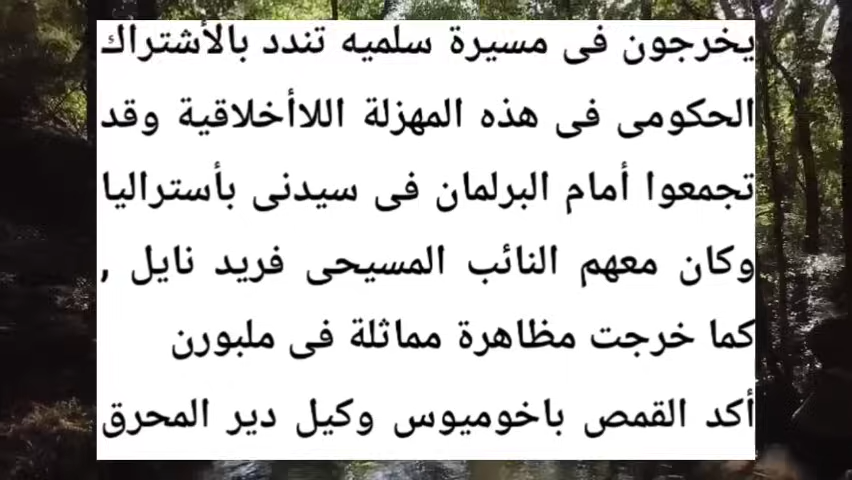 يخرجون فى مسيرة سلميه تندد بالأشتراك
الحكومى فى هذه المهزلة اللاأخلاقية وقد
تجمعوا أمام البرلمان فى سيدنى بأستراليا
وكان معهم النائب المسيحى فريد نايل ,
كما خرجت مظاهرة مماثلة فى ملبورن
أكد القمص باخوميوس وكيل دير المحرق